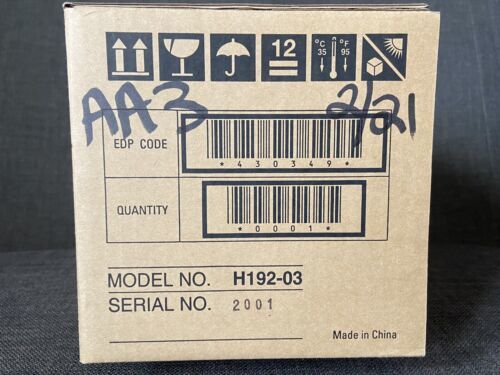 12
°C °F
35 95
AA3 2/21
EDP CODE
*430349*
QUANTITY
*0001*
MODEL NO. H192-03
SERIAL NO. 2001
Made in China